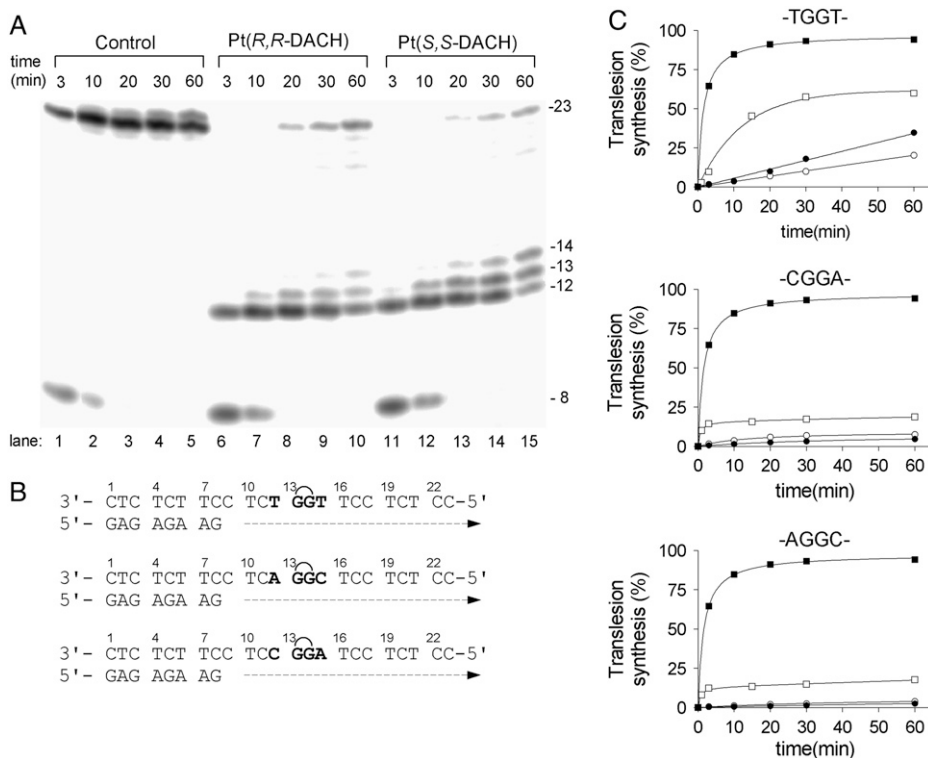 A
Control
Pt(R,R-DACH)
Pt(S,S-DACH)
time
(min)
3 10 20 30 60 3 10 20 30 60 3 10 20 30 60
-23
-14
-13
-12
- 8
lane: 1 2 3 4 5 6 7 8 9 10 11 12 13 14 15
B
1 4 7 10 13 16 19 22
3'- CTC TCT TCC TCT GGT TCC TCT CC-5'
5'- GAG AGA AG
1 4 7 10 13 16 19 22
3'- CTC TCT TCC TCA GGC TCC TCT CC-5'
5'- GAG AGA AG
1 4 7 10 13 16 19 22
3'- CTC TCT TCC TCC GGA TCC TCT CC-5'
5'- GAG AGA AG
C
-TGGT-
Translesion
synthesis (%)
100
75
50
25
0
0 10 20 30 40 50 60
time(min)
-CGGA-
Translesion
synthesis (%)
100
75
50
25
0
0 10 20 30 40 50 60
time(min)
-AGGC-
Translesion
synthesis (%)
100
75
50
25
0
0 10 20 30 40 50 60
time(min)